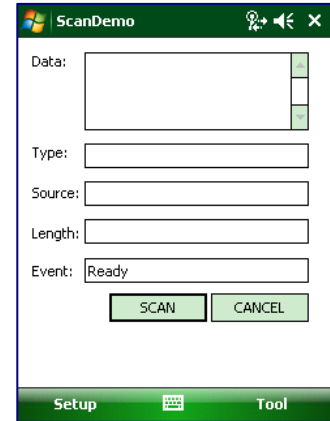 ScanDemo
Data:
Type:
Source:
Length:
Event: Ready
SCAN CANCEL
Setup Tool